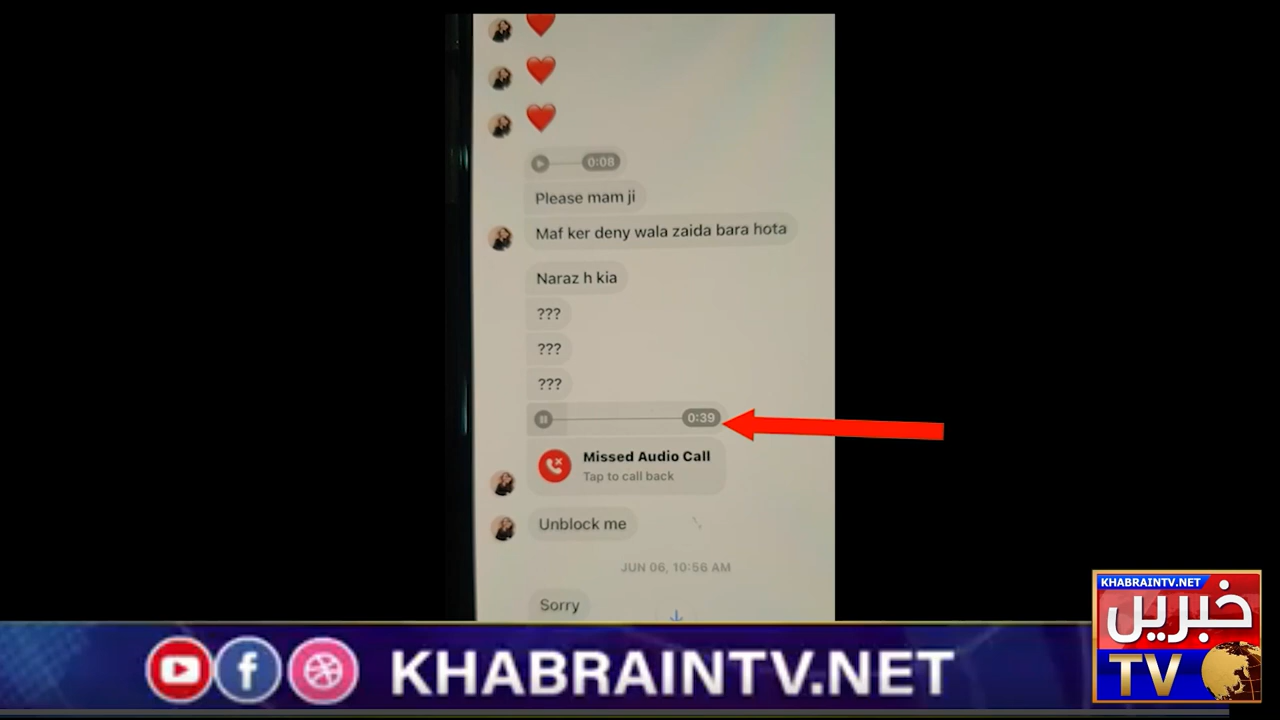 0:08
Please mam ji
Maf ker deny wala zaida bara hota
Naraz h kia
???
???
???
0:39
Missed Audio Call
Tap to call back
Unblock me
JUN 06, 10:56 AM
Sorry
KHABRAINTV.NET
KHABRAINTV.NET
خبریں
TV